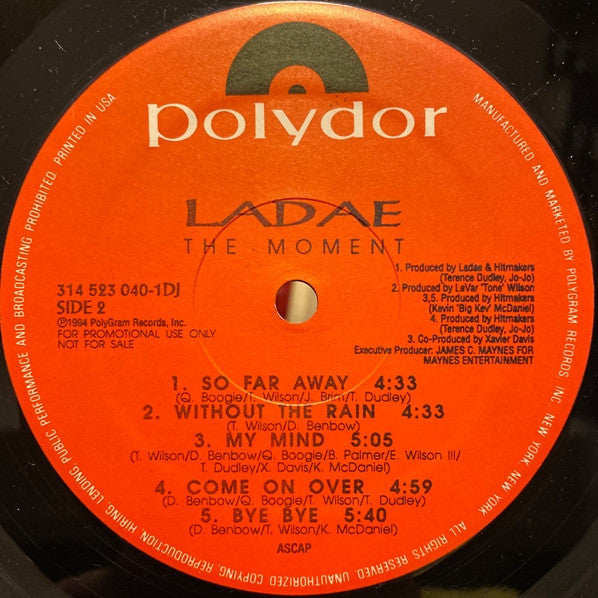 polydor
LADAE
THE MOMENT
314 523 040-1DJ
SIDE 2
℗1994 PolyGram Records, Inc.
FOR PROMOTIONAL USE ONLY
NOT FOR SALE
1. Produced by Ladae & Hitmakers
(Terence Dudley, Jo-Jo)
2. Produced by LeVar 'Tone' Wilson
3,5. Produced by Hitmakers
(Kevin 'Big Kev' McDaniel)
4. Produced by Hitmakers
(Terence Dudley, Jo-Jo)
3. Co-Produced by Xavier Davis
Executive Producer: JAMES C. MAYNES FOR
MAYNES ENTERTAINMENT
1. SO FAR AWAY 4:33
(Q. Boogie/T. Wilson/J. Brim/T. Dudley)
2. WITHOUT THE RAIN 4:33
(T. Wilson/D. Benbow)
3. MY MIND 5:05
(T. Wilson/D. Benbow/Q. Boogie/B. Palmer/E. Wilson III/
T. Dudley/X. Davis/K. McDaniel)
4. COME ON OVER 4:59
(D. Benbow/Q. Boogie/T. Wilson/T. Dudley)
5. BYE BYE 5:40
(D. Benbow/T. Wilson/K. McDaniel)
ASCAP
MANUFACTURED AND MARKETED BY POLYGRAM RECORDS, INC. NEW YORK, NEW YORK
ALL RIGHTS RESERVED. UNAUTHORIZED COPYING, REPRODUCTION, HIRING, LENDING, PUBLIC PERFORMANCE AND BROADCASTING PROHIBITED. PRINTED IN USA